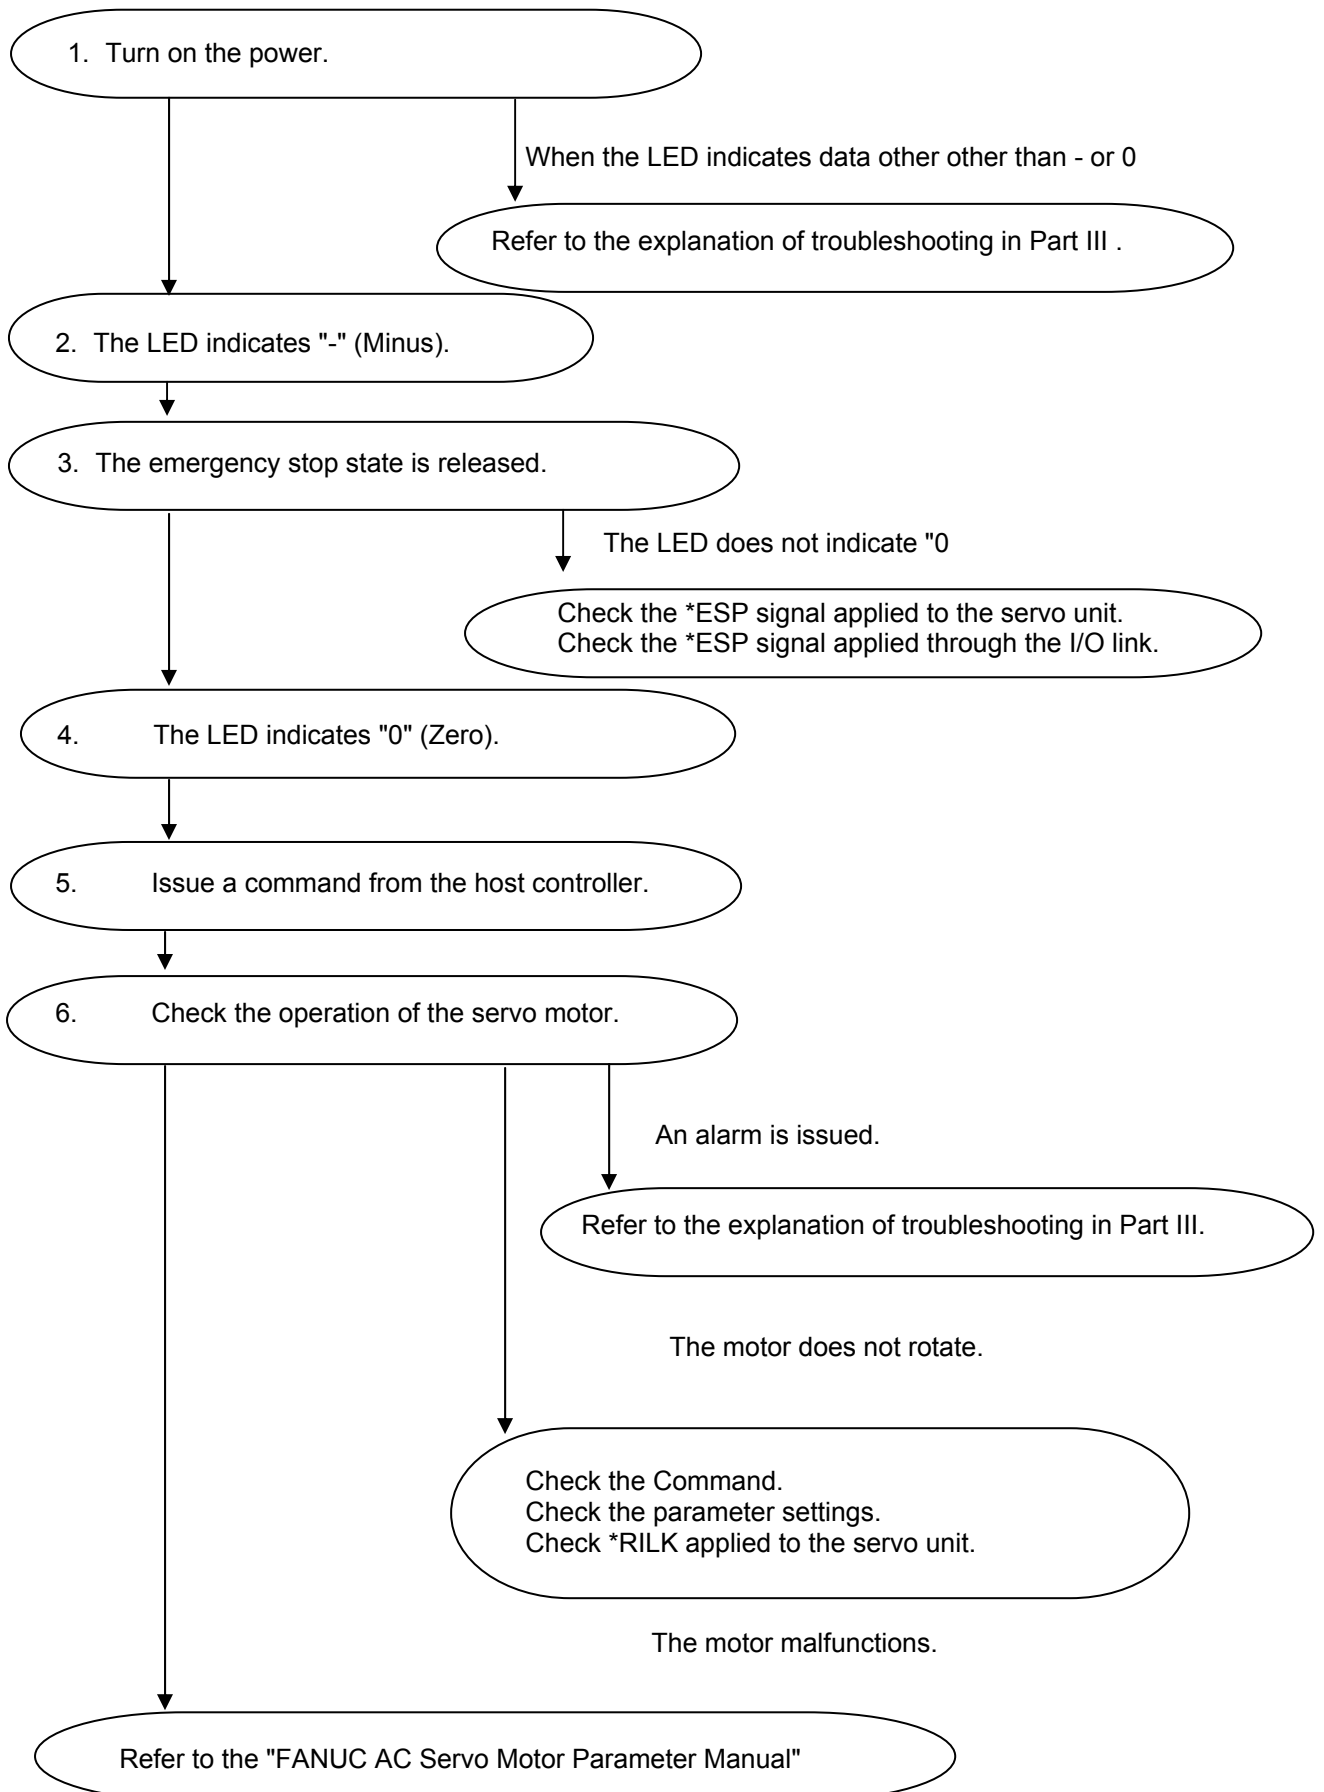 1. Turn on the power.
When the LED indicates data other other than - or 0
Refer to the explanation of troubleshooting in Part III .
2. The LED indicates "-" (Minus).
3. The emergency stop state is released.
The LED does not indicate "0
Check the *ESP signal applied to the servo unit.
Check the *ESP signal applied through the I/O link.
4. The LED indicates "0" (Zero).
5. Issue a command from the host controller.
6. Check the operation of the servo motor.
An alarm is issued.
Refer to the explanation of troubleshooting in Part III.
The motor does not rotate.
Check the Command.
Check the parameter settings.
Check *RILK applied to the servo unit.
The motor malfunctions.
Refer to the "FANUC AC Servo Motor Parameter Manual"